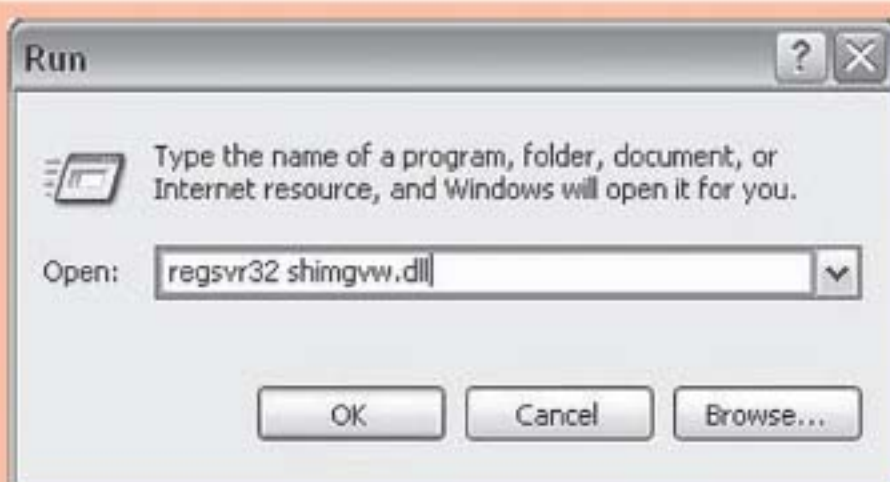 Run
Type the name of a program, folder, document, or
Internet resource, and Windows will open it for you.
Open: regsvr32 shimgvw.dll
OK Cancel Browse...